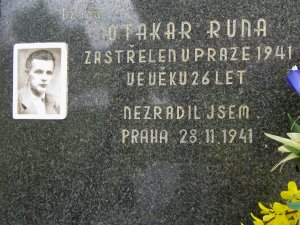 OTAKAR RUNA
ZASTŘELEN U PRAZE 1941
VE VĚKU 26 LET
NEZRADIL JSEM
PRAHA 28.11.1941